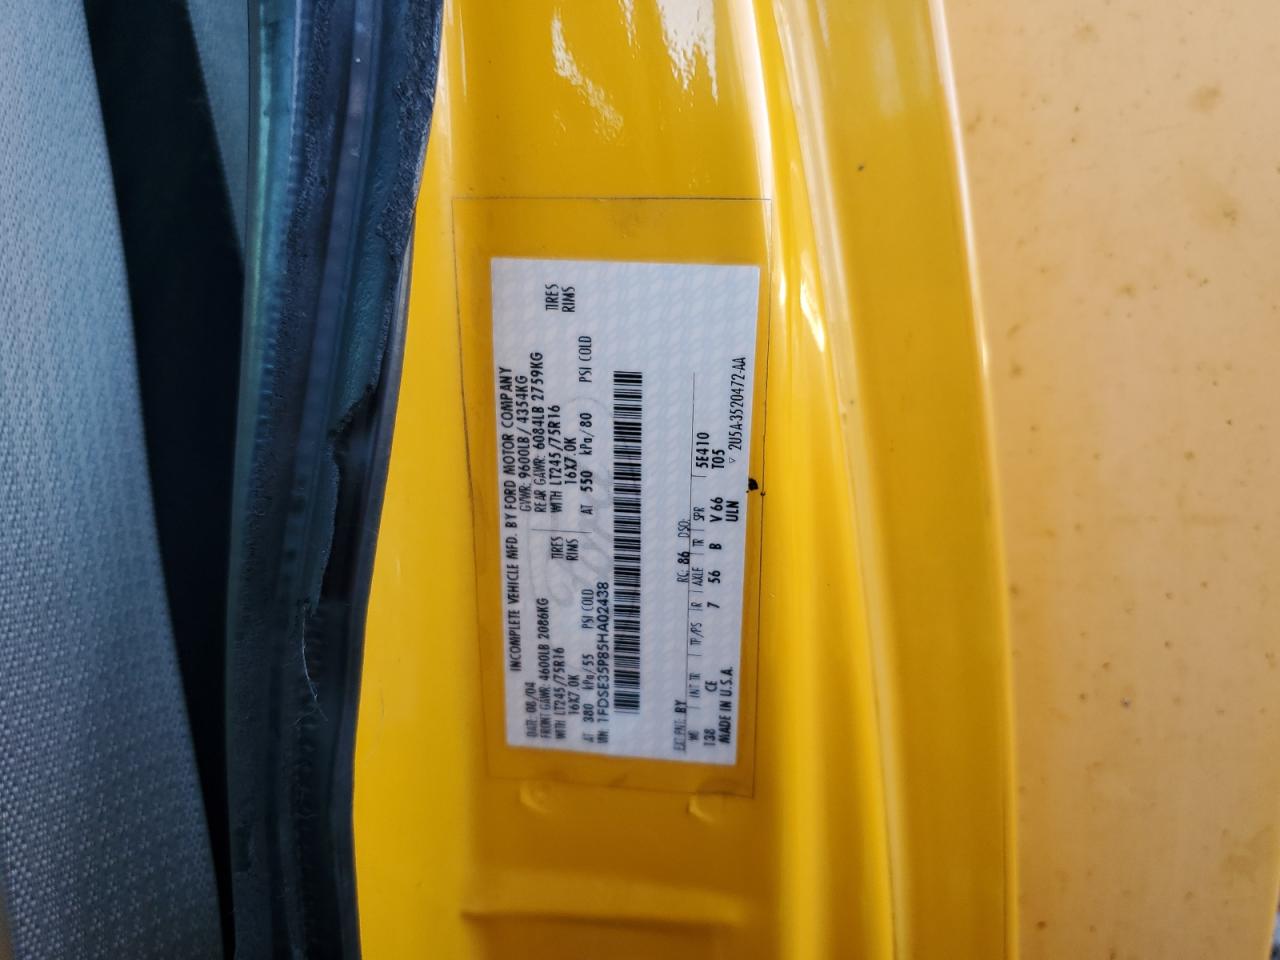 INCOMPLETE VEHICLE MFD. BY FORD MOTOR COMPANY
DATE: 08/04 GVWR: 9600LB/ 4354KG
FRONT GAWR: 4600LB 2086KG REAR GAWR: 6084LB 2759KG
WITH LT245/75R16 TIRES WITH LT245/75R16 TIRES
16X7.0K RIMS 16X7.0K RIMS
AT 380 kPa/55 PSI COLD AT 550 kPa/80 PSI COLD
VIN: 1FDSE35P85HA02438
EXT PNT: BY RC: 86 DSO:
WB INT TR TP/PS R AXLE TR SPR 5E410
138 CE 7 56 B V66 T05
MADE IN U.S.A. ULN ▽ 2U5A-3520472-AA